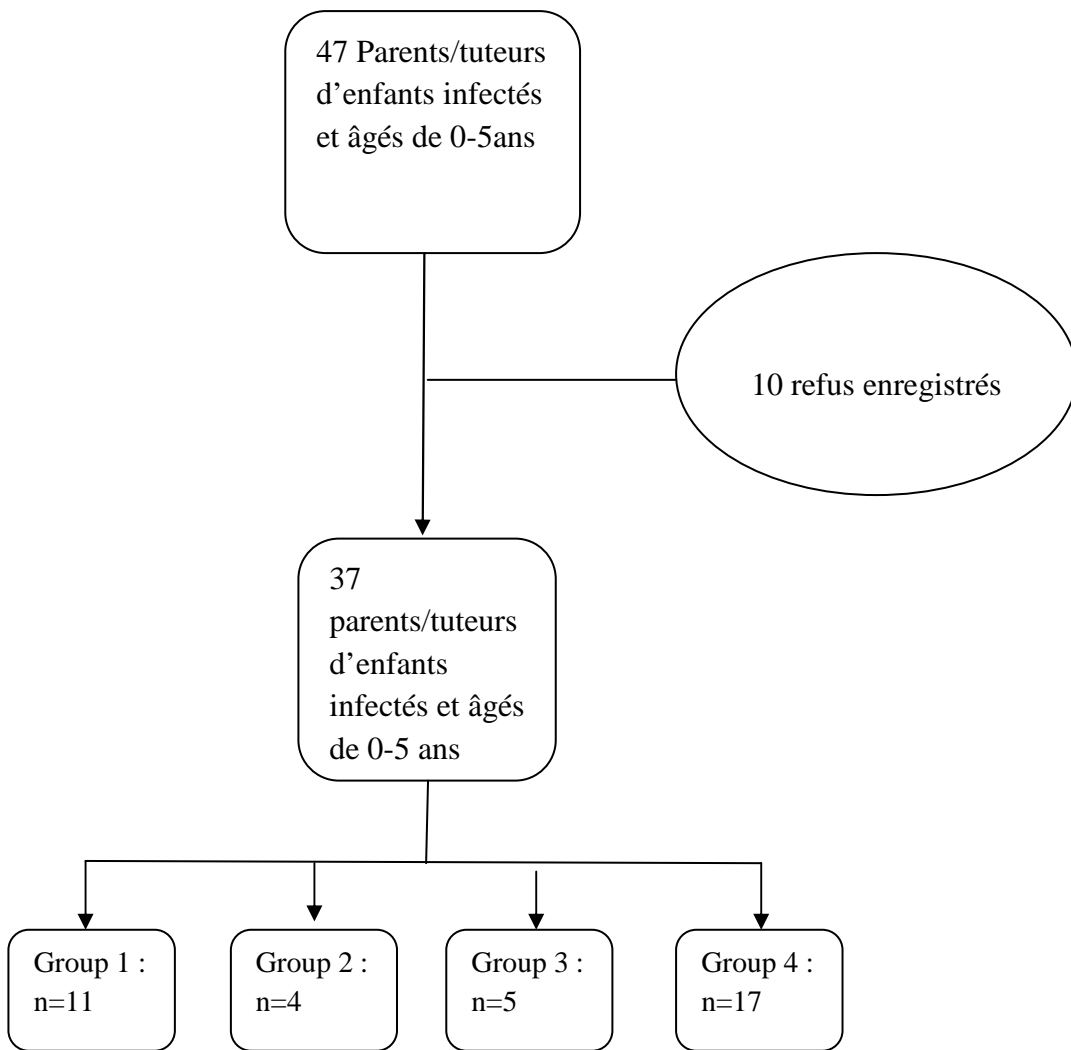 47 Parents/tuteurs
d’enfants infectés
et âgés de 0-5ans
10 refus enregistrés
37
parents/tuteurs
d’enfants
infectés et âgés
de 0-5 ans
Group 1 :
n=11
Group 2 :
n=4
Group 3 :
n=5
Group 4 :
n=17